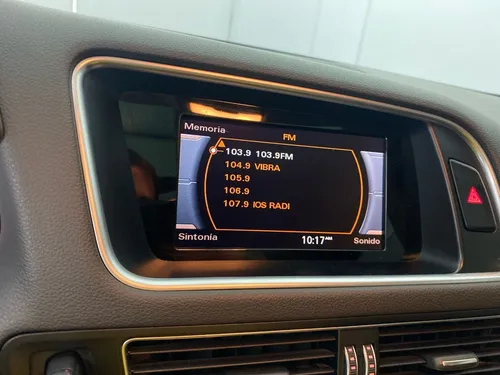 Memoria
FM
103.9 103.9FM
104.9 VIBRA
105.9
106.9
107.9 IOS RADI
Sintonía
10:17AM
Sonido